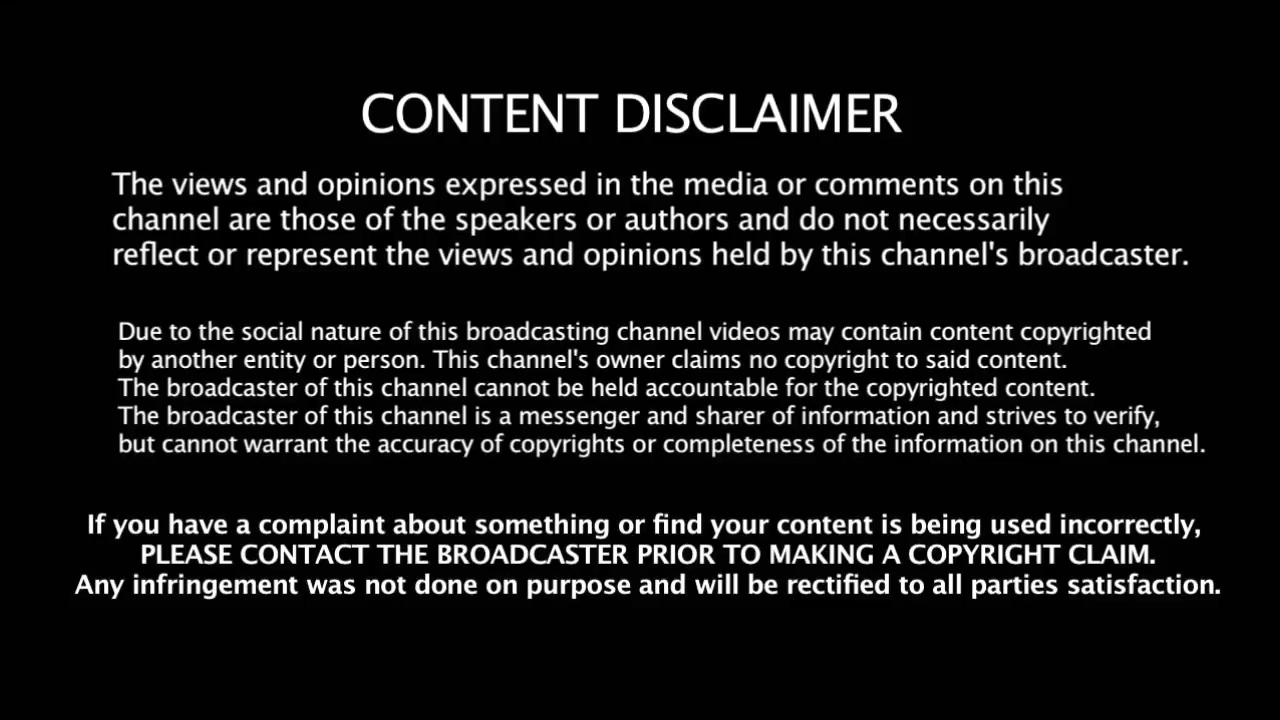 CONTENT DISCLAIMER
The views and opinions expressed in the media or comments on this
channel are those of the speakers or authors and do not necessarily
reflect or represent the views and opinions held by this channel's broadcaster.
Due to the social nature of this broadcasting channel videos may contain content copyrighted
by another entity or person. This channel's owner claims no copyright to said content.
The broadcaster of this channel cannot be held accountable for the copyrighted content.
The broadcaster of this channel is a messenger and sharer of information and strives to verify,
but cannot warrant the accuracy of copyrights or completeness of the information on this channel.
If you have a complaint about something or find your content is being used incorrectly,
PLEASE CONTACT THE BROADCASTER PRIOR TO MAKING A COPYRIGHT CLAIM.
Any infringement was not done on purpose and will be rectified to all parties satisfaction.